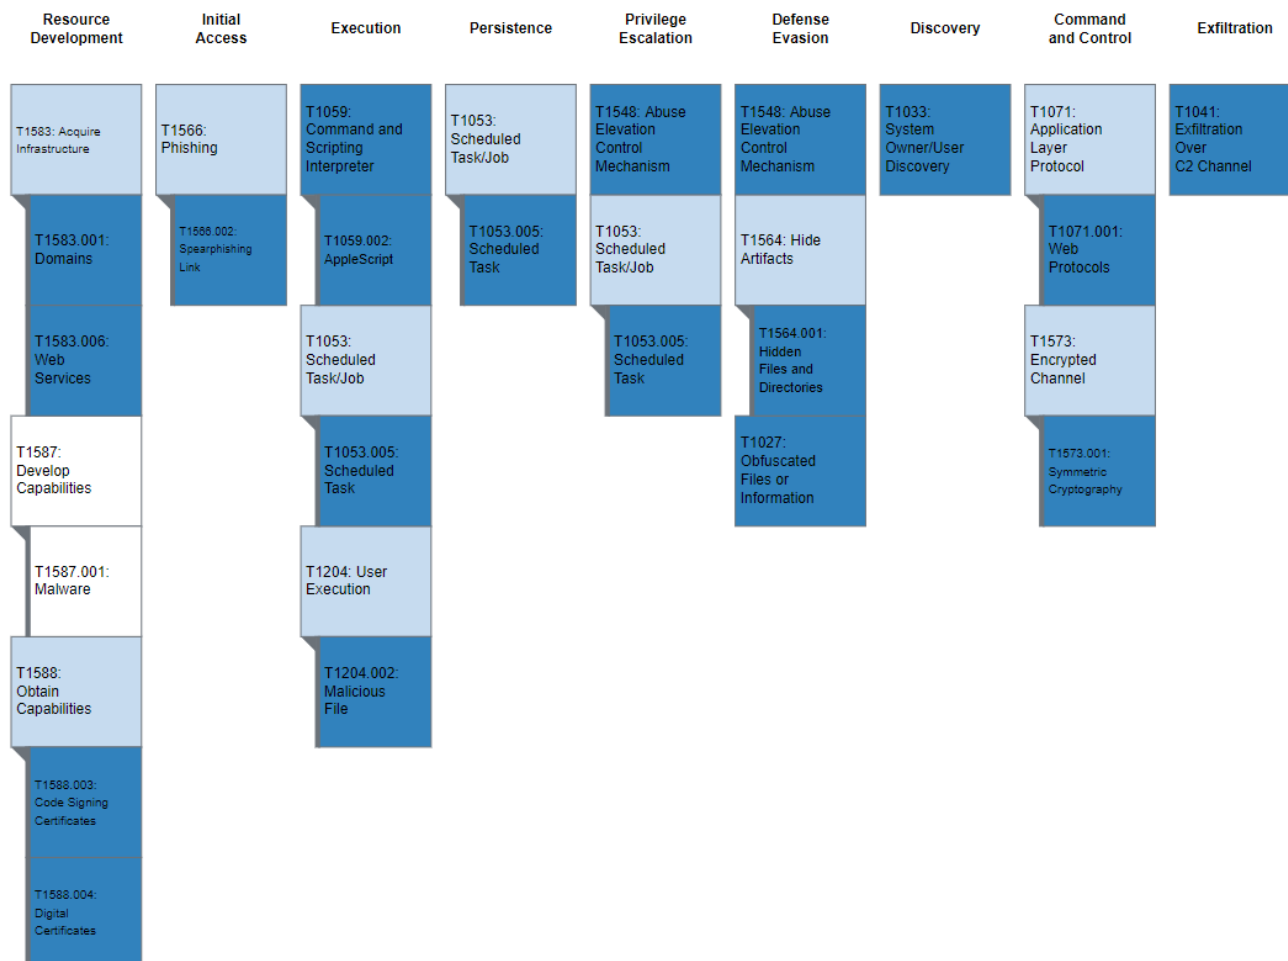 Resource
Development
Initial
Access
Execution
Persistence
Privilege
Escalation
Defense
Evasion
Discovery
Command
and Control
Exfiltration
T1583: Acquire
Infrastructure
T1583.001:
Domains
T1583.006:
Web
Services
T1587:
Develop
Capabilities
T1587.001:
Malware
T1588:
Obtain
Capabilities
T1588.003:
Code Signing
Certificates
T1588.004:
Digital
Certificates
T1566:
Phishing
T1566.002:
Spearphishing
Link
T1059:
Command and
Scripting
Interpreter
T1059.002:
AppleScript
T1053:
Scheduled
Task/Job
T1053.005:
Scheduled
Task
T1204: User
Execution
T1204.002:
Malicious
File
T1053:
Scheduled
Task/Job
T1053.005:
Scheduled
Task
T1548: Abuse
Elevation
Control
Mechanism
T1053:
Scheduled
Task/Job
T1053.005:
Scheduled
Task
T1548: Abuse
Elevation
Control
Mechanism
T1564: Hide
Artifacts
T1564.001:
Hidden
Files and
Directories
T1027:
Obfuscated
Files or
Information
T1033:
System
Owner/User
Discovery
T1071:
Application
Layer
Protocol
T1071.001:
Web
Protocols
T1573:
Encrypted
Channel
T1573.001:
Symmetric
Cryptography
T1041:
Exfiltration
Over
C2 Channel